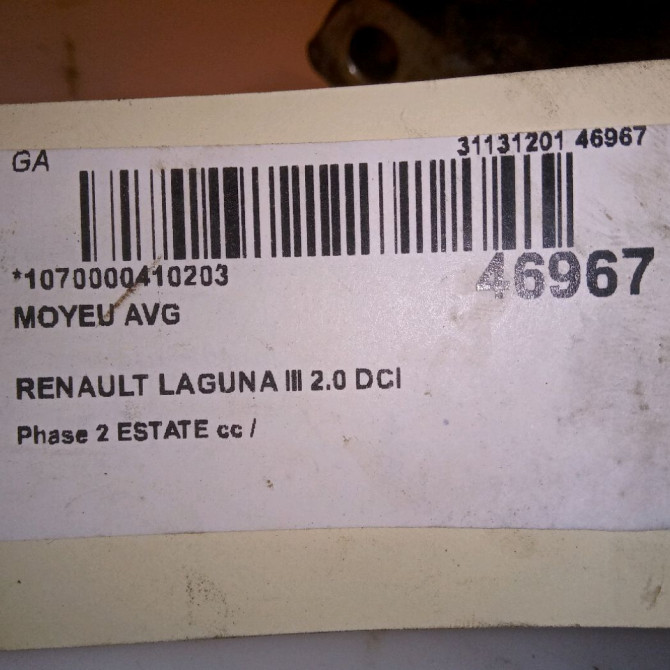 GA
31131201 46967
*1070000410203
46967
MOYEU AVG
RENAULT LAGUNA III 2.0 DCI
Phase 2 ESTATE cc /